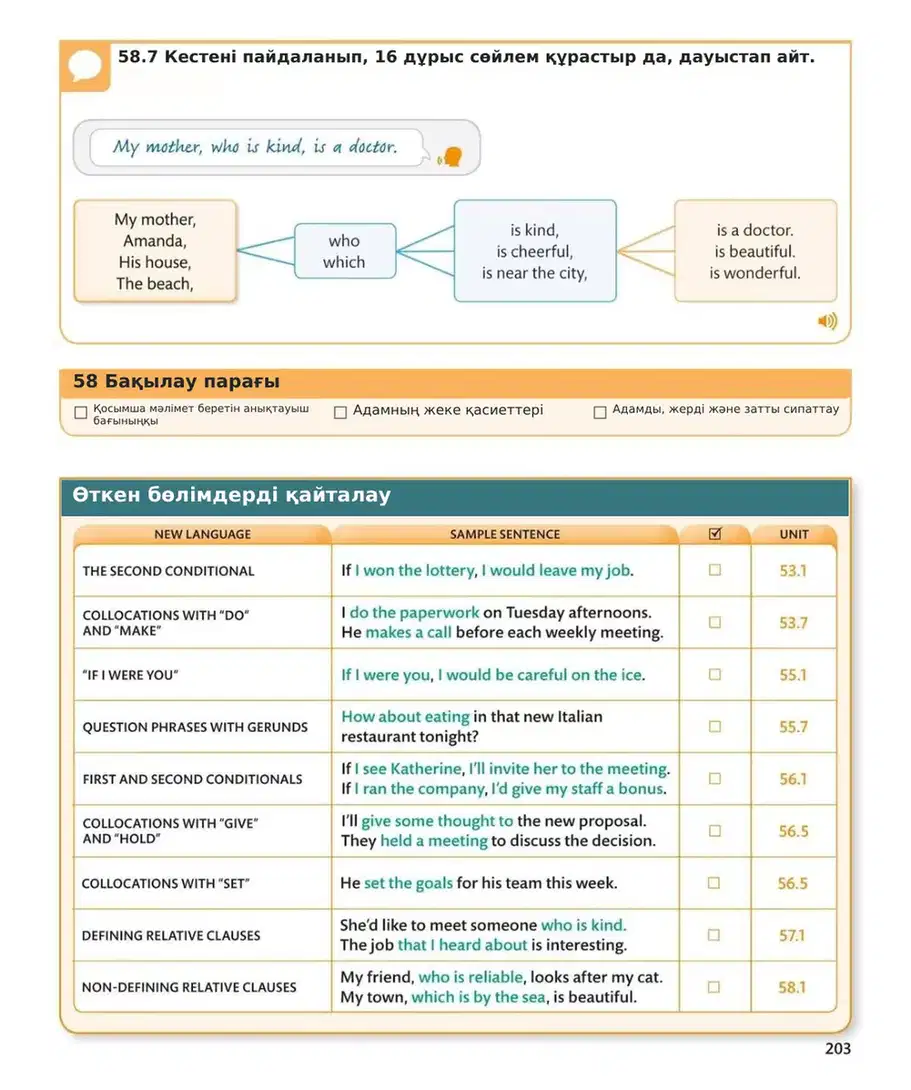 58.7 Кестені пайдаланып, 16 дұрыс сөйлем құрастыр да, дауыстап айт.
My mother, who is kind, is a doctor.
My mother,
Amanda,
His house,
The beach,
who
which
is kind,
is cheerful,
is near the city,
is a doctor.
is beautiful.
is wonderful.
58 Бақылау парағы
Қосымша мәлімет беретін анықтауыш
бағыныңқы
Адамның жеке қасиеттері
Адамды, жерді және затты сипаттау
Өткен бөлімдерді қайталау
NEW LANGUAGE
SAMPLE SENTENCE
UNIT
THE SECOND CONDITIONAL
If I won the lottery, I would leave my job.
53.1
COLLOCATIONS WITH "DO"
AND "MAKE"
I do the paperwork on Tuesday afternoons.
He makes a call before each weekly meeting.
53.7
"IF I WERE YOU"
If I were you, I would be careful on the ice.
55.1
QUESTION PHRASES WITH GERUNDS
How about eating in that new Italian
restaurant tonight?
55.7
FIRST AND SECOND CONDITIONALS
If I see Katherine, I'll invite her to the meeting.
If I ran the company, I'd give my staff a bonus.
56.1
COLLOCATIONS WITH "GIVE"
AND "HOLD"
I'll give some thought to the new proposal.
They held a meeting to discuss the decision.
56.5
COLLOCATIONS WITH "SET"
He set the goals for his team this week.
56.5
DEFINING RELATIVE CLAUSES
She'd like to meet someone who is kind.
The job that I heard about is interesting.
57.1
NON-DEFINING RELATIVE CLAUSES
My friend, who is reliable, looks after my cat.
My town, which is by the sea, is beautiful.
58.1
203